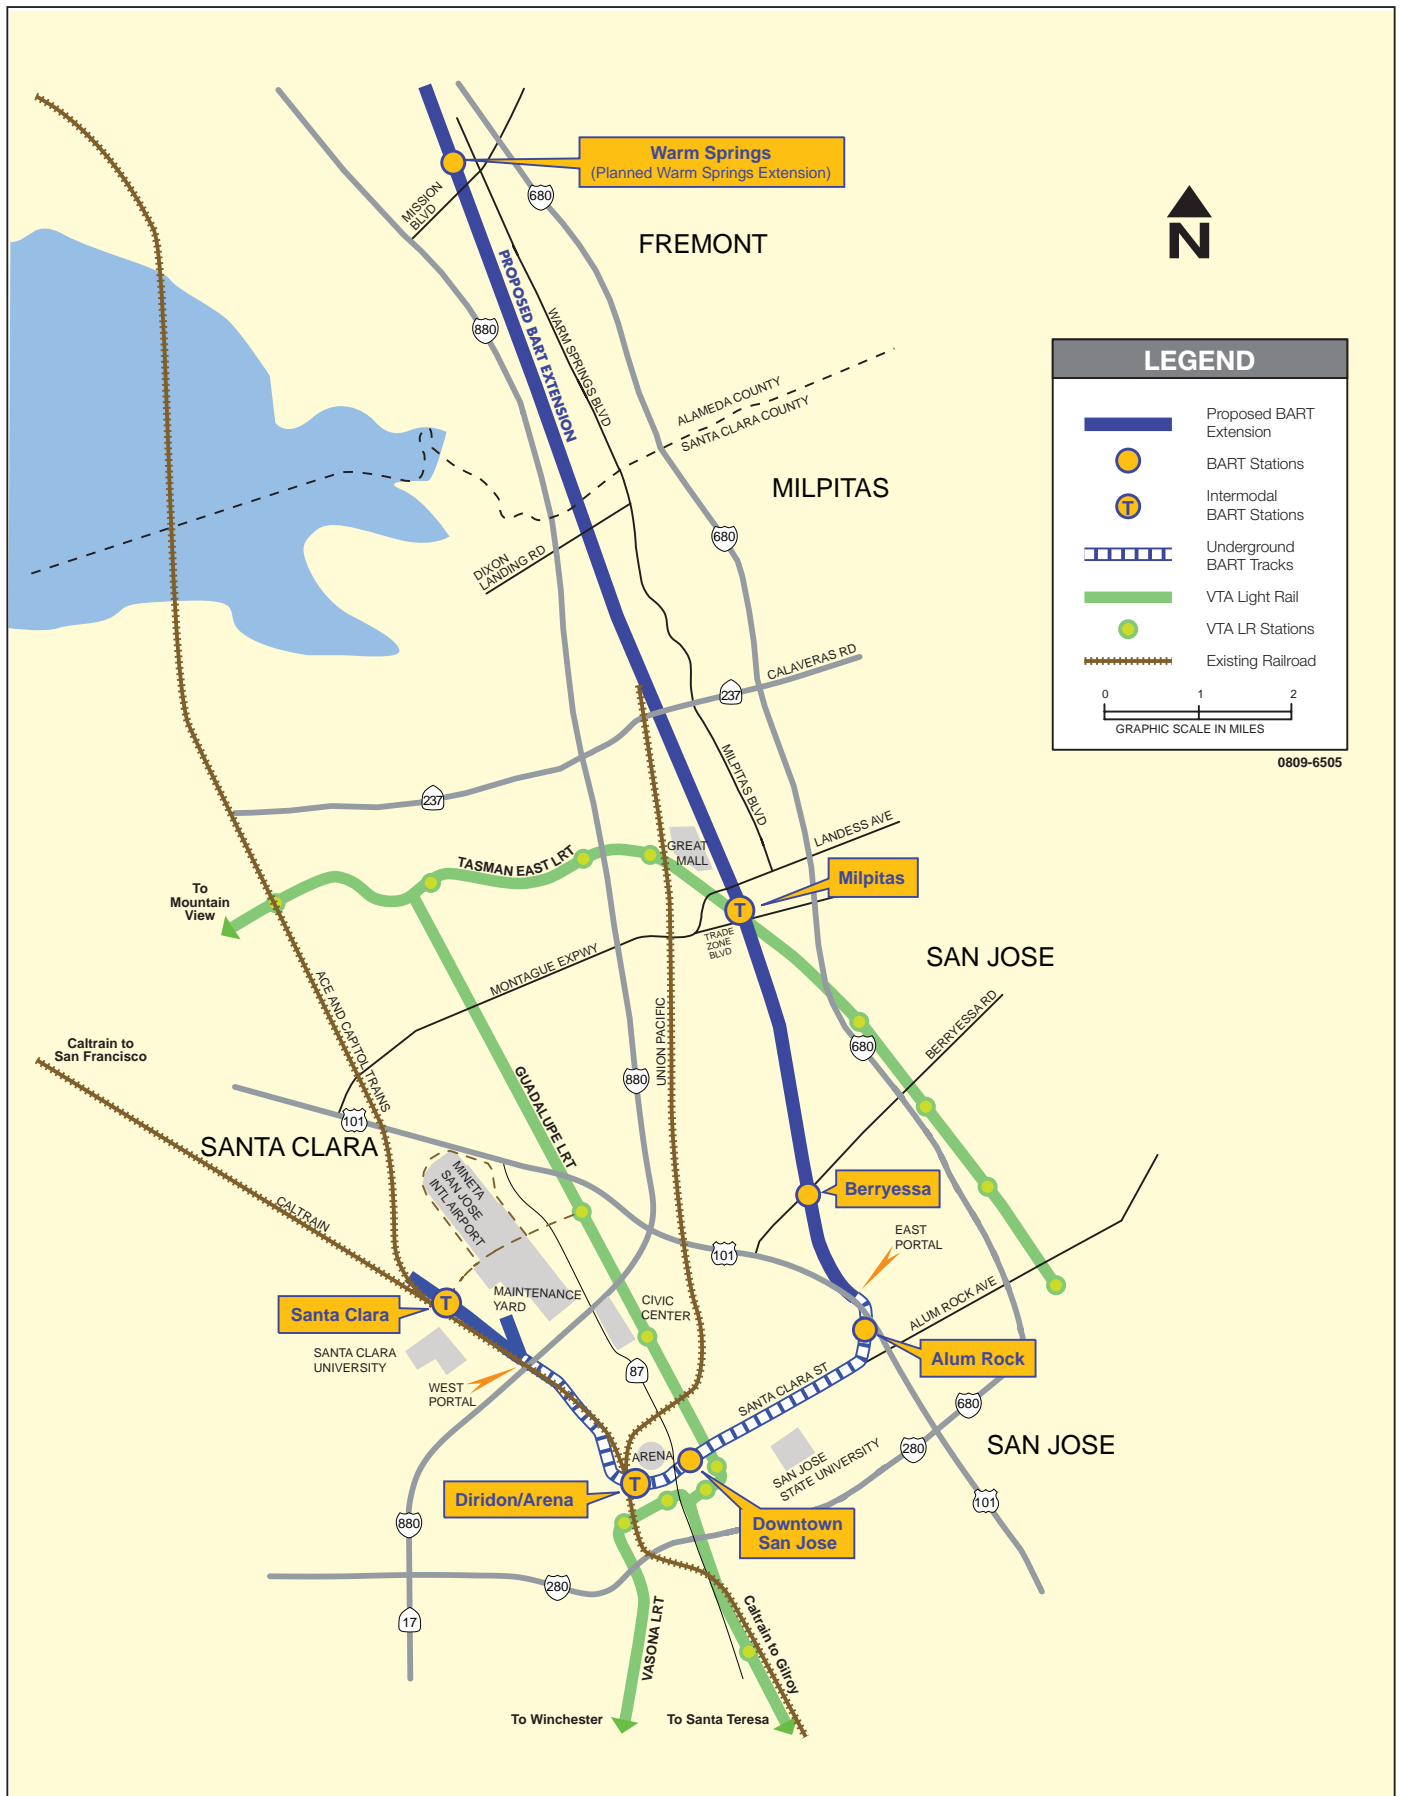 Warm Springs
(Planned Warm Springs Extension)
680
MISSION
BLVD
FREMONT
N
PROPOSED BART EXTENSION
880
WARM SPRINGS BLVD
ALAMEDA COUNTY
SANTA CLARA COUNTY
MILPITAS
680
DIXON
LANDING RD
CALAVERAS RD
237
237
MILPITAS BLVD
LEGEND
Proposed BART
Extension
BART Stations
T
Intermodal
BART Stations
Underground
BART Tracks
VTA Light Rail
VTA LR Stations
Existing Railroad
0 1 2
GRAPHIC SCALE IN MILES
0809-6505
LANDESS AVE
GREAT
MALL
TASMAN EAST LRT
Milpitas
T
To
Mountain
View
TRADE
ZONE
BLVD
MONTAGUE EXPWY
SAN JOSE
ACE AND CAPITOL TRAINS
UNION PACIFIC
BERRYESSA RD
680
Caltrain to
San Francisco
880
GUADALUPE LRT
101
SANTA CLARA
MINETA
SAN JOSE
INTL AIRPORT
CALTRAIN
Berryessa
EAST
PORTAL
101
T
Santa Clara
MAINTENANCE
YARD
CIVIC
CENTER
ALUM ROCK AVE
SANTA CLARA
UNIVERSITY
Alum Rock
87
WEST
PORTAL
SANTA CLARA ST
680
280
SAN JOSE
ARENA
SAN JOSE
STATE UNIVERSITY
T
Diridon/Arena
101
Downtown
San Jose
880
280
17
VASONA LRT
Caltrain to Gilroy
To Winchester
To Santa Teresa